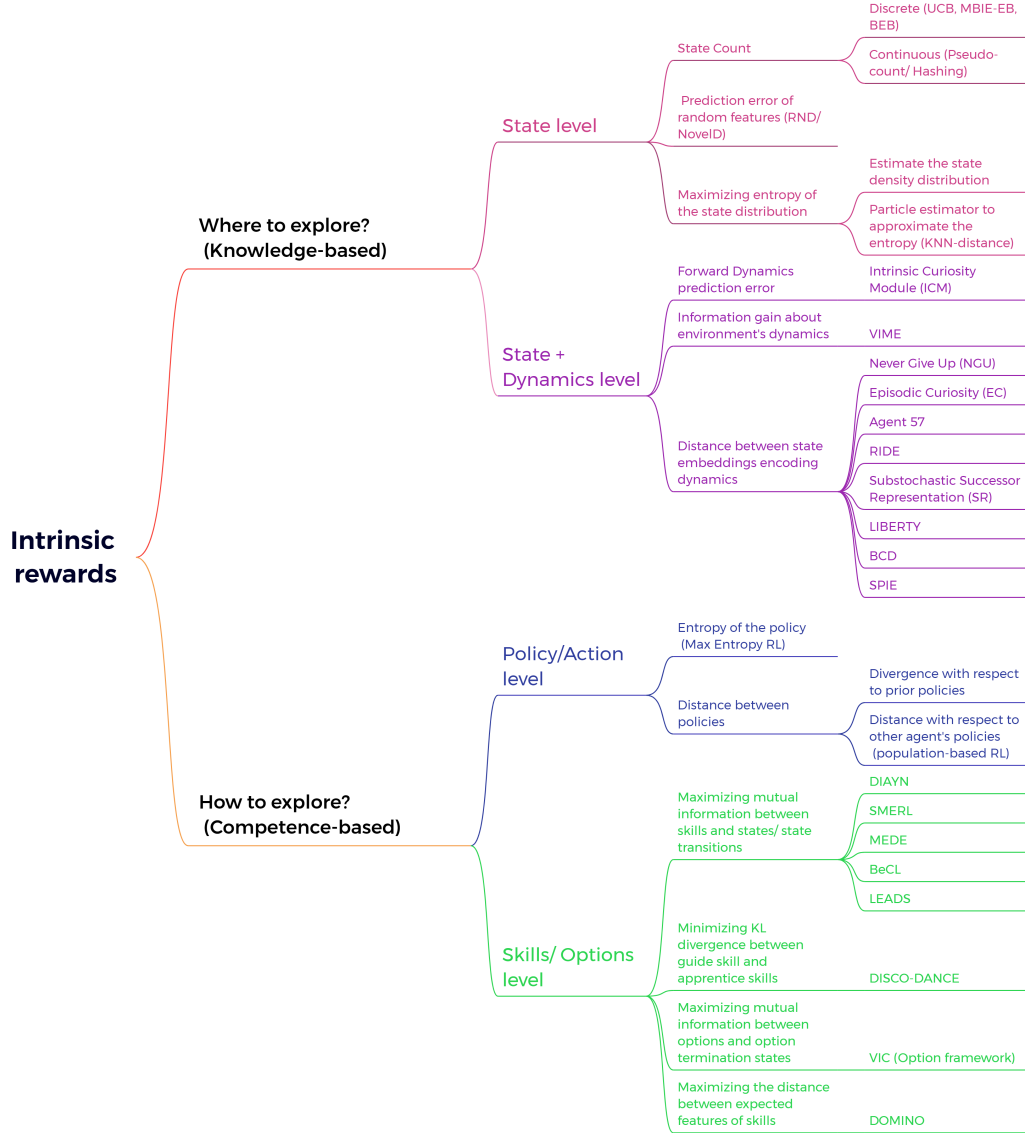 Intrinsic
rewards
Where to explore?
(Knowledge-based)
State level
State Count
Discrete (UCB, MBIE-EB,
BEB)
Continuous (Pseudo-
count/ Hashing)
Prediction error of
random features (RND/
NovelD)
Maximizing entropy of
the state distribution
Estimate the state
density distribution
Particle estimator to
approximate the
entropy (KNN-distance)
State +
Dynamics level
Forward Dynamics
prediction error
Intrinsic Curiosity
Module (ICM)
Information gain about
environment's dynamics
VIME
Distance between state
embeddings encoding
dynamics
Never Give Up (NGU)
Episodic Curiosity (EC)
Agent 57
RIDE
Substochastic Successor
Representation (SR)
LIBERTY
BCD
SPIE
How to explore?
(Competence-based)
Policy/Action
level
Entropy of the policy
(Max Entropy RL)
Distance between
policies
Divergence with respect
to prior policies
Distance with respect to
other agent's policies
(population-based RL)
Skills/ Options
level
Maximizing mutual
information between
skills and states/ state
transitions
DIAYN
SMERL
MEDE
BeCL
LEADS
Minimizing KL
divergence between
guide skill and
apprentice skills
DISCO-DANCE
Maximizing mutual
information between
options and option
termination states
VIC (Option framework)
Maximizing the distance
between expected
features of skills
DOMINO